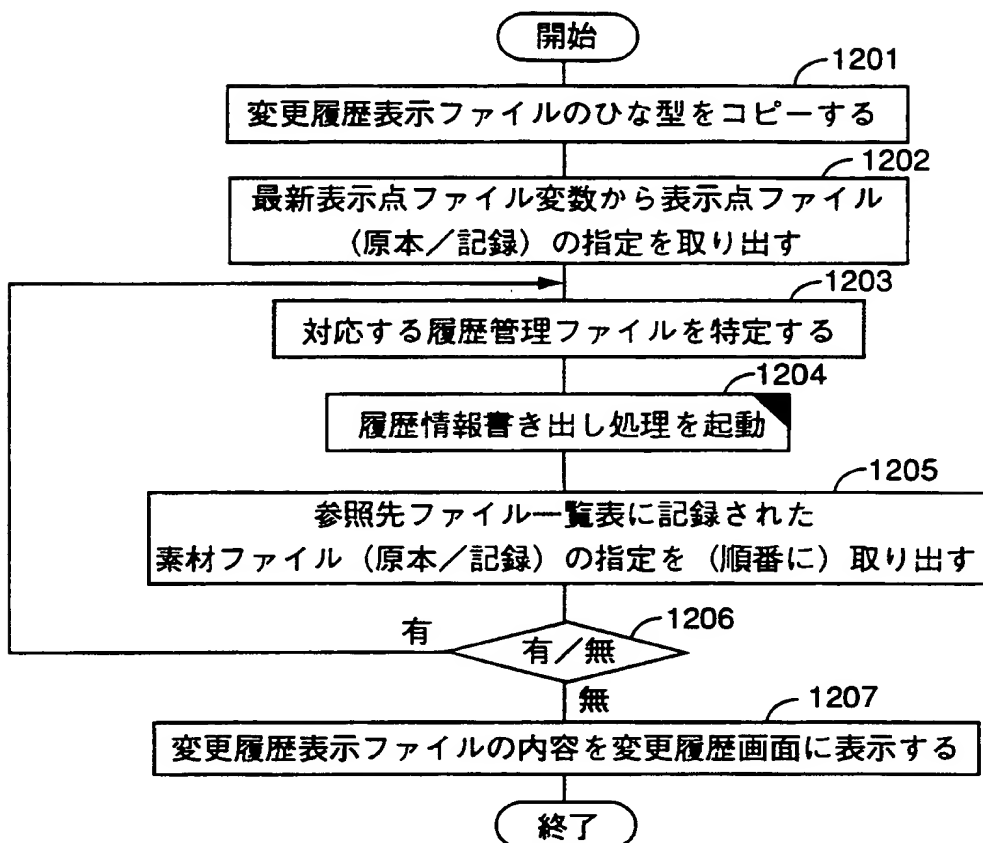 開始
1201
変更履歴表示ファイルのひな型をコピーする
1202
最新表示点ファイル変数から表示点ファイル
(原本/記録)の指定を取り出す
1203
対応する履歴管理ファイルを特定する
1204
履歴情報書き出し処理を起動
1205
参照先ファイル一覧表に記録された
素材ファイル(原本/記録)の指定を(順番に)取り出す
1206
有
有/無
無
1207
変更履歴表示ファイルの内容を変更履歴画面に表示する
終了